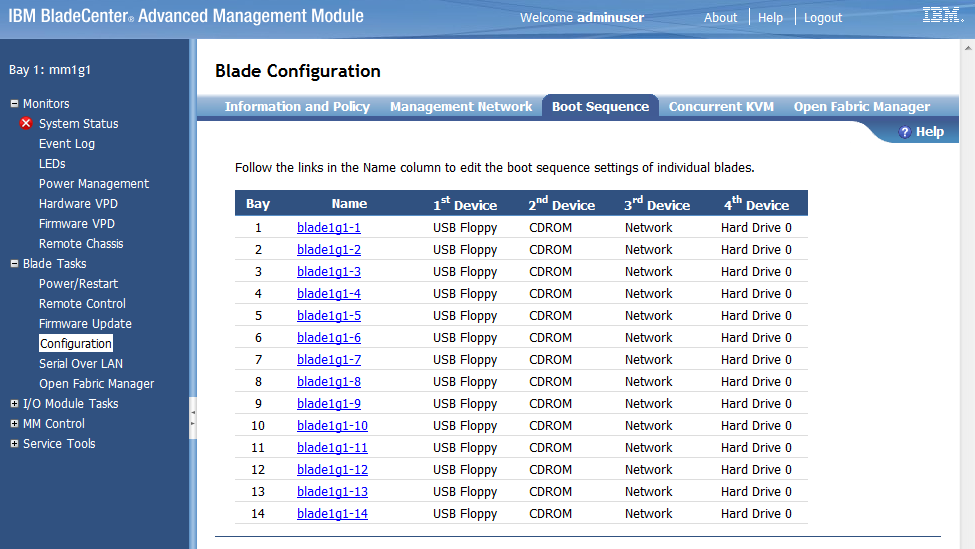 IBM BladeCenter® Advanced Management Module
Welcome adminuser
About
Help
Logout
IBM.
Bay 1: mm1g1
Monitors
System Status
Event Log
LEDs
Power Management
Hardware VPD
Firmware VPD
Remote Chassis
Blade Tasks
Power/Restart
Remote Control
Firmware Update
Configuration
Serial Over LAN
Open Fabric Manager
I/O Module Tasks
MM Control
Service Tools
Blade Configuration
Information and Policy Management Network Boot Sequence Concurrent KVM Open Fabric Manager
? Help
Follow the links in the Name column to edit the boot sequence settings of individual blades.
Bay Name 1st Device 2nd Device 3rd Device 4th Device
1 blade1g1-1 USB Floppy CDROM Network Hard Drive 0
2 blade1g1-2 USB Floppy CDROM Network Hard Drive 0
3 blade1g1-3 USB Floppy CDROM Network Hard Drive 0
4 blade1g1-4 USB Floppy CDROM Network Hard Drive 0
5 blade1g1-5 USB Floppy CDROM Network Hard Drive 0
6 blade1g1-6 USB Floppy CDROM Network Hard Drive 0
7 blade1g1-7 USB Floppy CDROM Network Hard Drive 0
8 blade1g1-8 USB Floppy CDROM Network Hard Drive 0
9 blade1g1-9 USB Floppy CDROM Network Hard Drive 0
10 blade1g1-10 USB Floppy CDROM Network Hard Drive 0
11 blade1g1-11 USB Floppy CDROM Network Hard Drive 0
12 blade1g1-12 USB Floppy CDROM Network Hard Drive 0
13 blade1g1-13 USB Floppy CDROM Network Hard Drive 0
14 blade1g1-14 USB Floppy CDROM Network Hard Drive 0